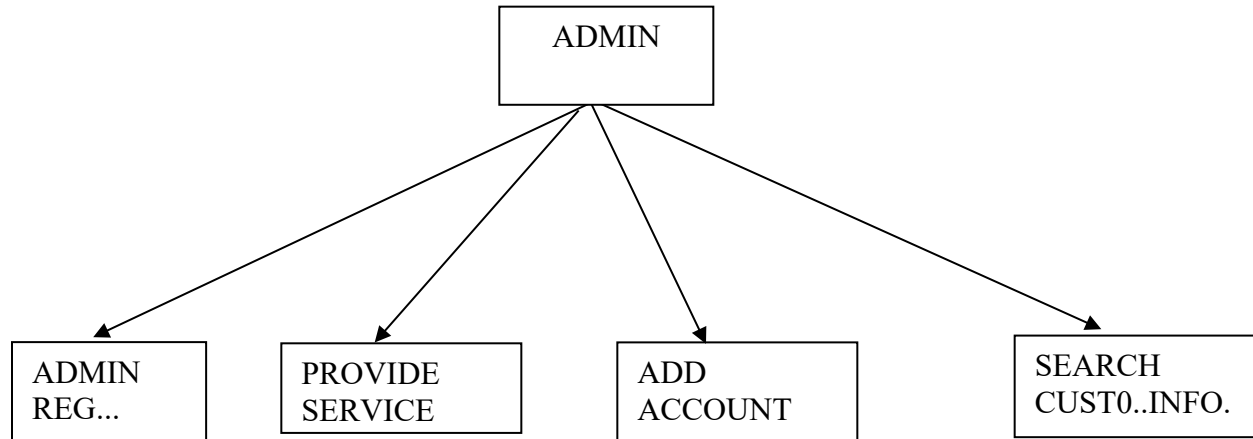 ADMIN
ADMIN
REG...
PROVIDE
SERVICE
ADD
ACCOUNT
SEARCH
CUST0..INFO.